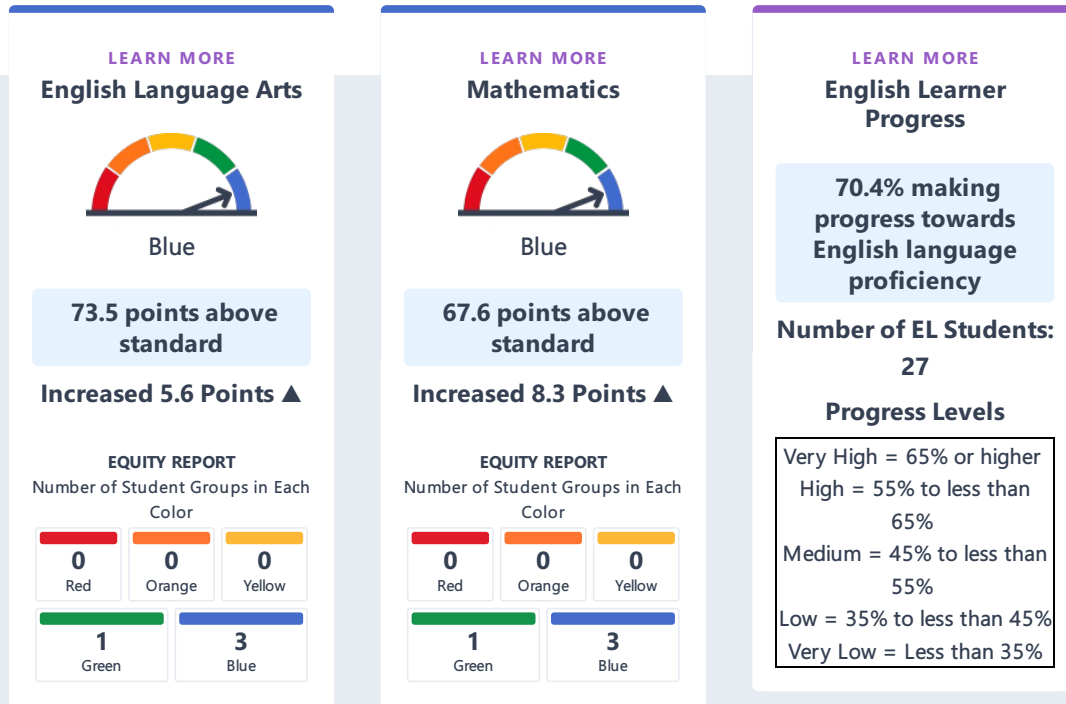 LEARN MORE
English Language Arts
Blue
73.5 points above
standard
Increased 5.6 Points ▲
EQUITY REPORT
Number of Student Groups in Each
Color
0
Red
0
Orange
0
Yellow
1
Green
3
Blue
LEARN MORE
Mathematics
Blue
67.6 points above
standard
Increased 8.3 Points ▲
EQUITY REPORT
Number of Student Groups in Each
Color
0
Red
0
Orange
0
Yellow
1
Green
3
Blue
LEARN MORE
English Learner
Progress
70.4% making
progress towards
English language
proficiency
Number of EL Students:
27
Progress Levels
Very High = 65% or higher
High = 55% to less than
65%
Medium = 45% to less than
55%
Low = 35% to less than 45%
Very Low = Less than 35%